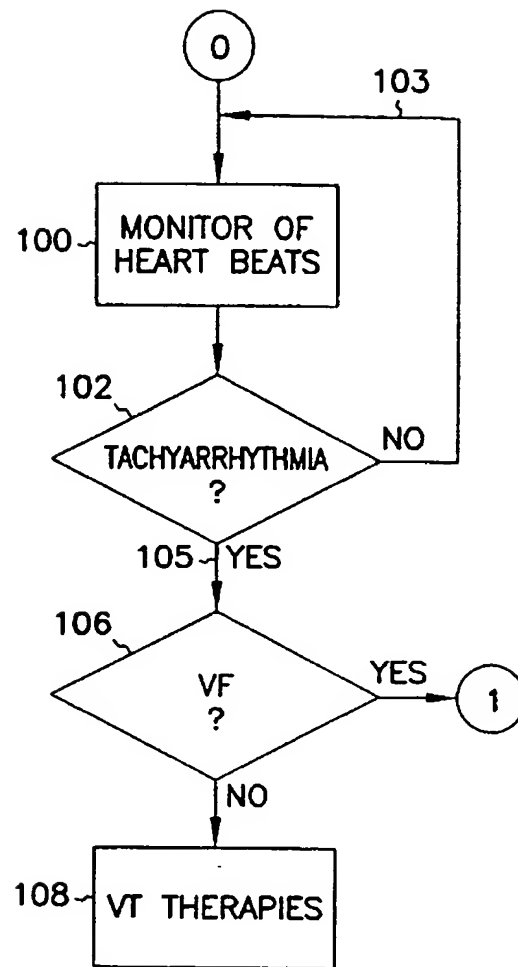 0
103
100
MONITOR OF
HEART BEATS
102
TACHYARRHYTHMIA
?
NO
105
YES
106
VF
?
YES
1
NO
108
VT THERAPIES